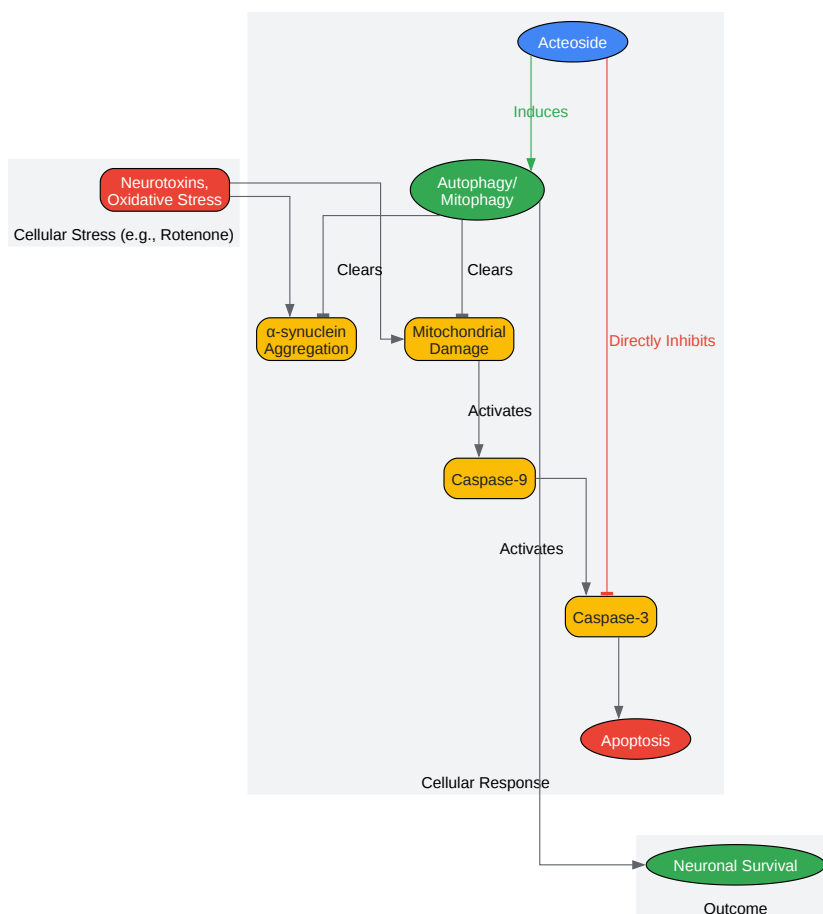 Acteoside
Induces
Neurotoxins,
Oxidative Stress
Autophagy/
Mitophagy
Cellular Stress (e.g., Rotenone)
Clears
Clears
α-synuclein
Aggregation
Mitochondrial
Damage
Directly Inhibits
Activates
Caspase-9
Activates
Caspase-3
Apoptosis
Cellular Response
Neuronal Survival
Outcome